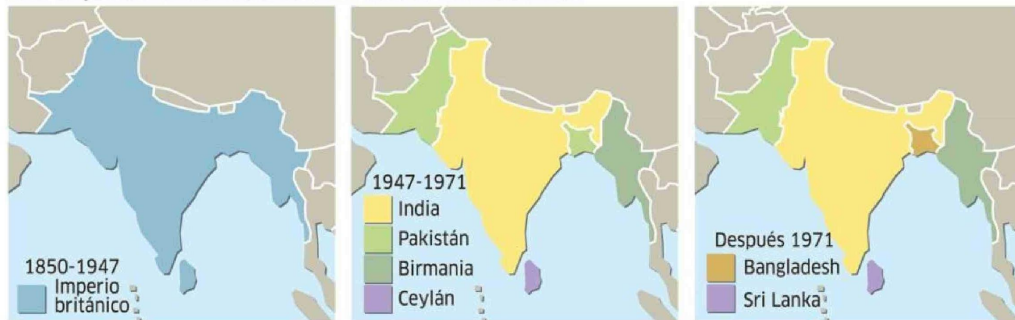 1850-1947
Imperio
británico
1947-1971
India
Pakistán
Birmania
Ceylán
Después 1971
Bangladesh
Sri Lanka